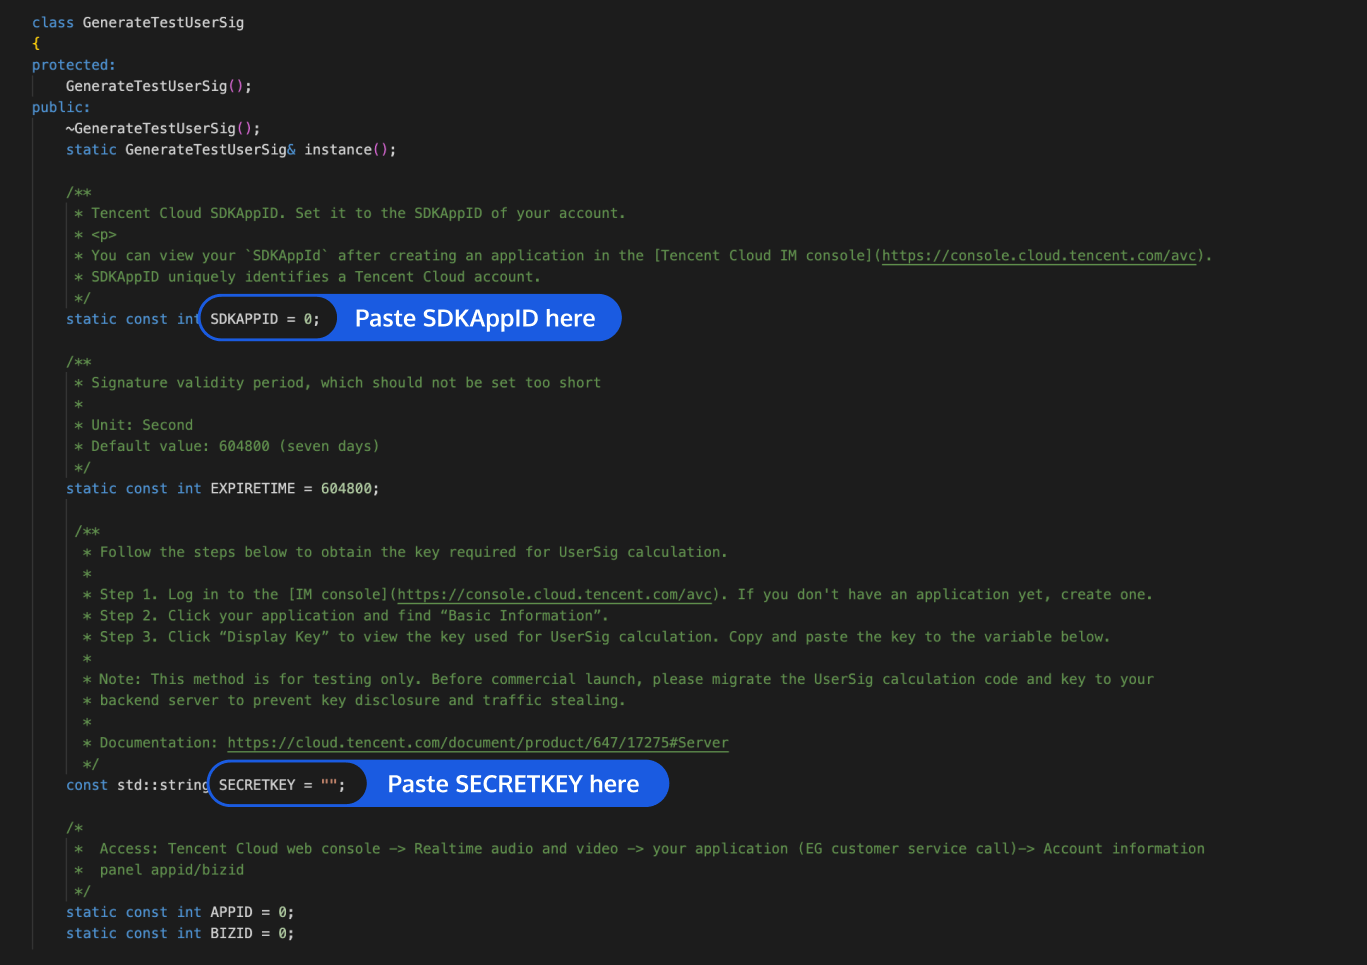 class GenerateTestUserSig
{
protected:
    GenerateTestUserSig();
public:
    ~GenerateTestUserSig();
    static GenerateTestUserSig& instance();

    /**
     * Tencent Cloud SDKAppID. Set it to the SDKAppID of your account.
     * <p>
     * You can view your `SDKAppId` after creating an application in the [Tencent Cloud IM console](https://console.cloud.tencent.com/avc).
     * SDKAppID uniquely identifies a Tencent Cloud account.
     */
    static const int SDKAPPID = 0; Paste SDKAppID here

    /**
     * Signature validity period, which should not be set too short
     *
     * Unit: Second
     * Default value: 604800 (seven days)
     */
    static const int EXPIRETIME = 604800;

     /**
      * Follow the steps below to obtain the key required for UserSig calculation.
      *
      * Step 1. Log in to the [IM console](https://console.cloud.tencent.com/avc). If you don't have an application yet, create one.
      * Step 2. Click your application and find “Basic Information”.
      * Step 3. Click “Display Key” to view the key used for UserSig calculation. Copy and paste the key to the variable below.
      *
      * Note: This method is for testing only. Before commercial launch, please migrate the UserSig calculation code and key to your
      * backend server to prevent key disclosure and traffic stealing.
      *
      * Documentation: https://cloud.tencent.com/document/product/647/17275#Server
      */
    const std::string SECRETKEY = ""; Paste SECRETKEY here

    /*
     *  Access: Tencent Cloud web console -> Realtime audio and video -> your application (EG customer service call)-> Account information
     *  panel appid/bizid
     */
    static const int APPID = 0;
    static const int BIZID = 0;